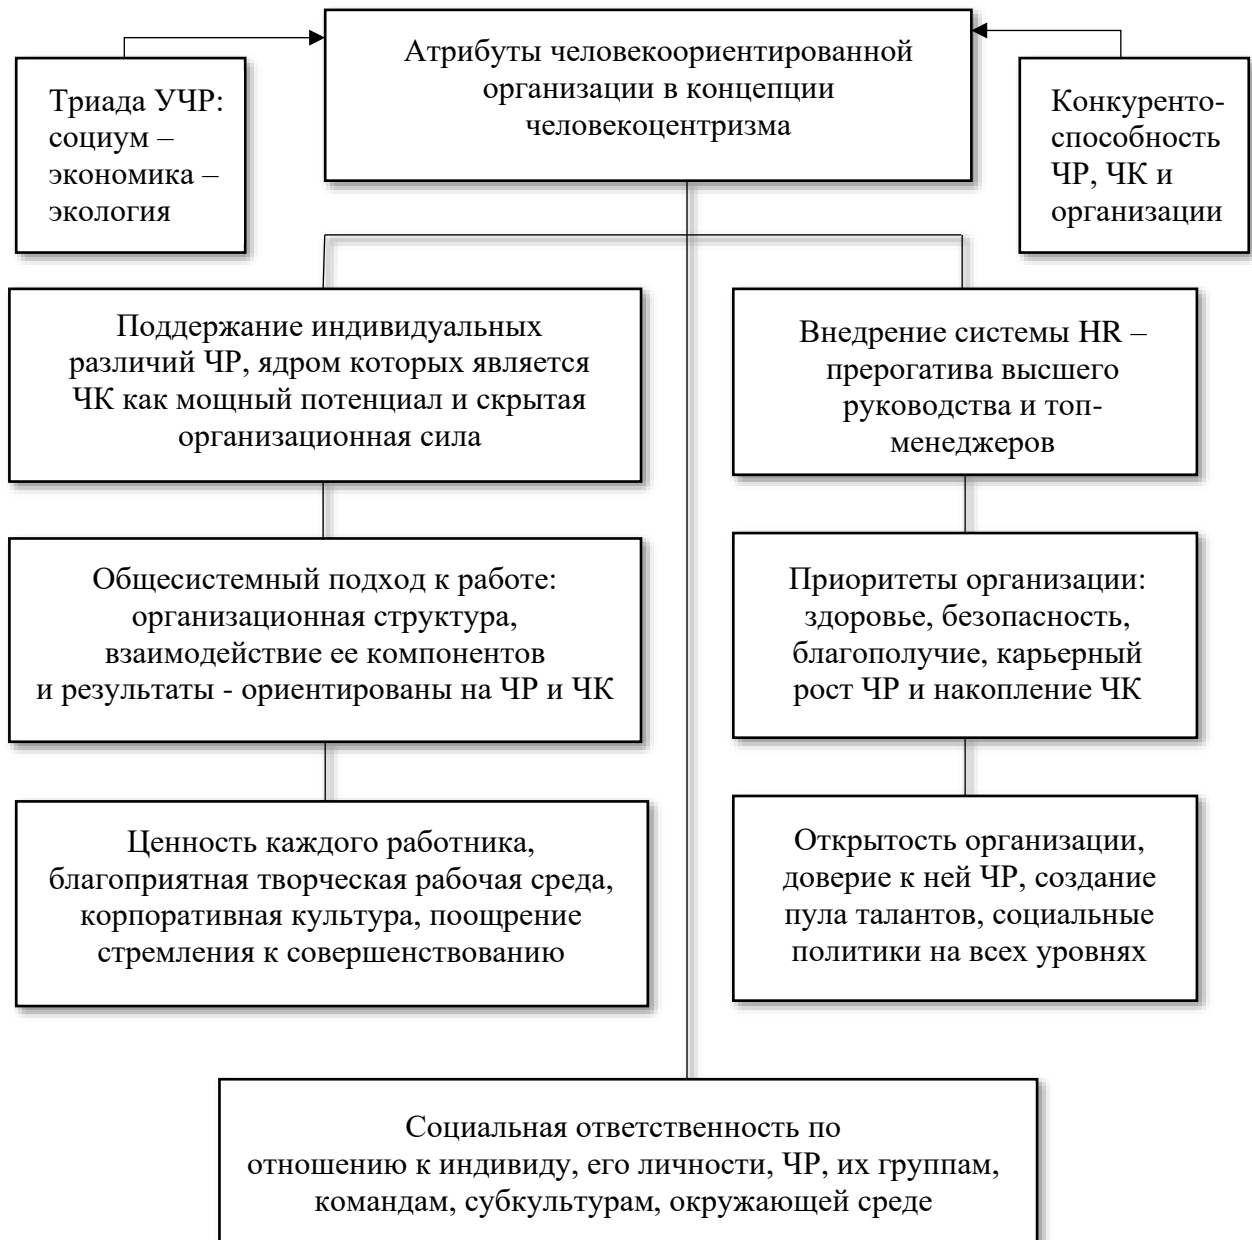 Атрибуты человекоориентированной
организации в концепции
человекоцентризма
Триада УЧР:
социум –
экономика –
экология
Конкуренто-
способность
ЧР, ЧК и
организации
Поддержание индивидуальных
различий ЧР, ядром которых является
ЧК как мощный потенциал и скрытая
организационная сила
Внедрение системы HR –
прерогатива высшего
руководства и топ-
менеджеров
Общесистемный подход к работе:
организационная структура,
взаимодействие ее компонентов
и результаты - ориентированы на ЧР и ЧК
Приоритеты организации:
здоровье, безопасность,
благополучие, карьерный
рост ЧР и накопление ЧК
Ценность каждого работника,
благоприятная творческая рабочая среда,
корпоративная культура, поощрение
стремления к совершенствованию
Открытость организации,
доверие к ней ЧР, создание
пула талантов, социальные
политики на всех уровнях
Социальная ответственность по
отношению к индивиду, его личности, ЧР, их группам,
командам, субкультурам, окружающей среде